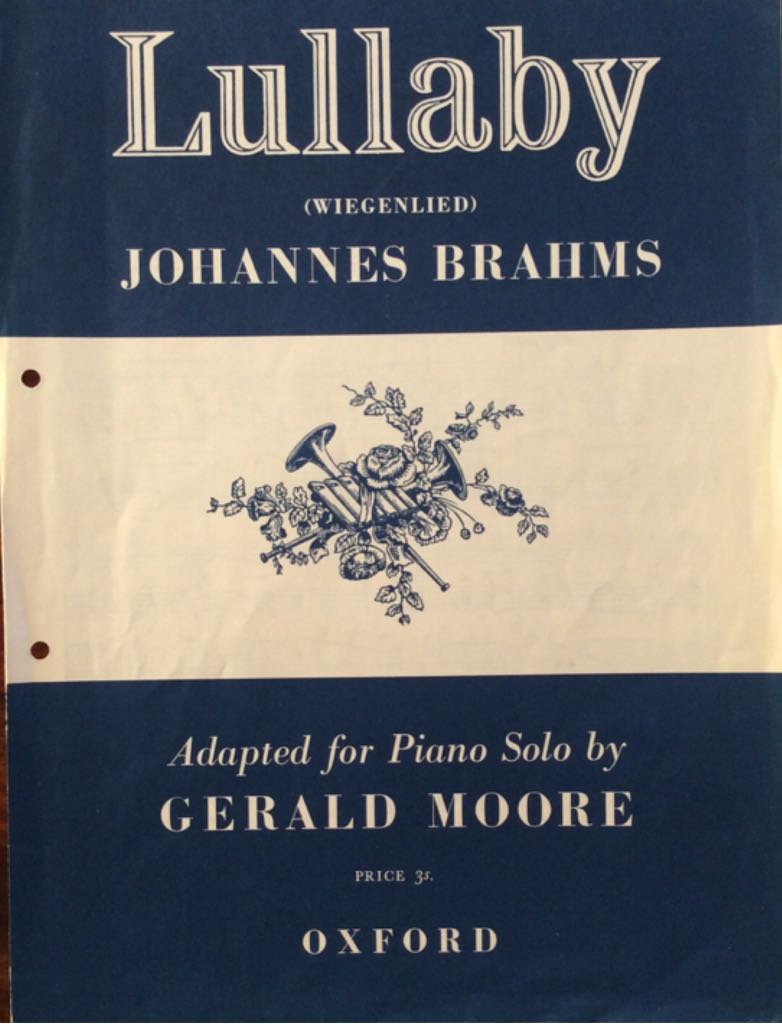 Lullaby
(WIEGENLIED)
JOHANNES BRAHMS
Adapted for Piano Solo by
GERALD MOORE
PRICE 3s.
OXFORD